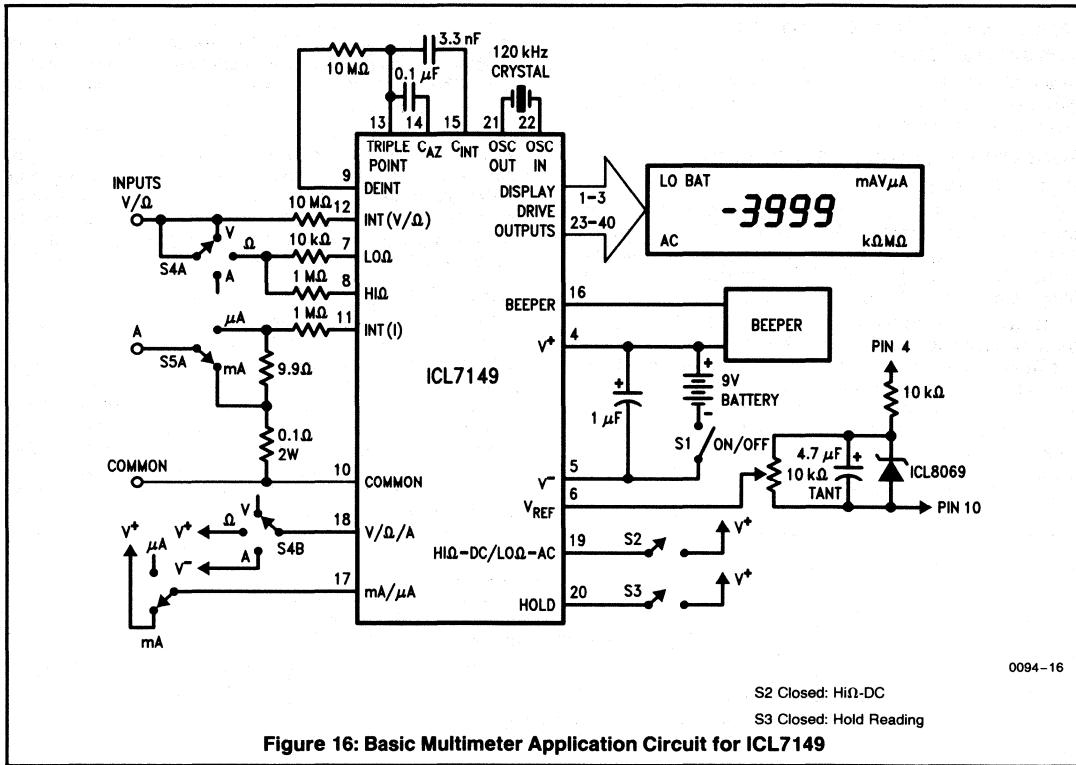 3.3 nF
10 MΩ
0.1 μF
120 kHz
CRYSTAL
13
14
15
21
22
TRIPLE
POINT
C_AZ
C_INT
OSC
OUT
OSC
IN
9
DEINT
INPUTS
V/Ω
10 MΩ
12
INT(V/Ω)
V
10 kΩ
7
LOΩ
S4A
Ω
A
1 MΩ
8
HIΩ
μA
1 MΩ
11
INT(I)
A
S5A
mA
9.9Ω
0.1Ω
2W
COMMON
10
COMMON
V
V⁺
V⁺
Ω
18
V/Ω/A
S4B
μA
V⁻
A
17
mA/μA
mA
ICL7149
DISPLAY
DRIVE
OUTPUTS
1–3
23–40
LO BAT
mAVμA
-3999
AC
kΩMΩ
BEEPER
16
BEEPER
V⁺
4
+
1 μF
+
9V
BATTERY
-
S1
ON/OFF
V⁻
5
PIN 4
10 kΩ
4.7 μF
+
10 kΩ
TANT
ICL8069
PIN 10
V_REF
6
HIΩ-DC/LOΩ-AC
19
S2
V⁺
HOLD
20
S3
V⁺
0094–16
S2 Closed: HiΩ-DC
S3 Closed: Hold Reading
Figure 16: Basic Multimeter Application Circuit for ICL7149